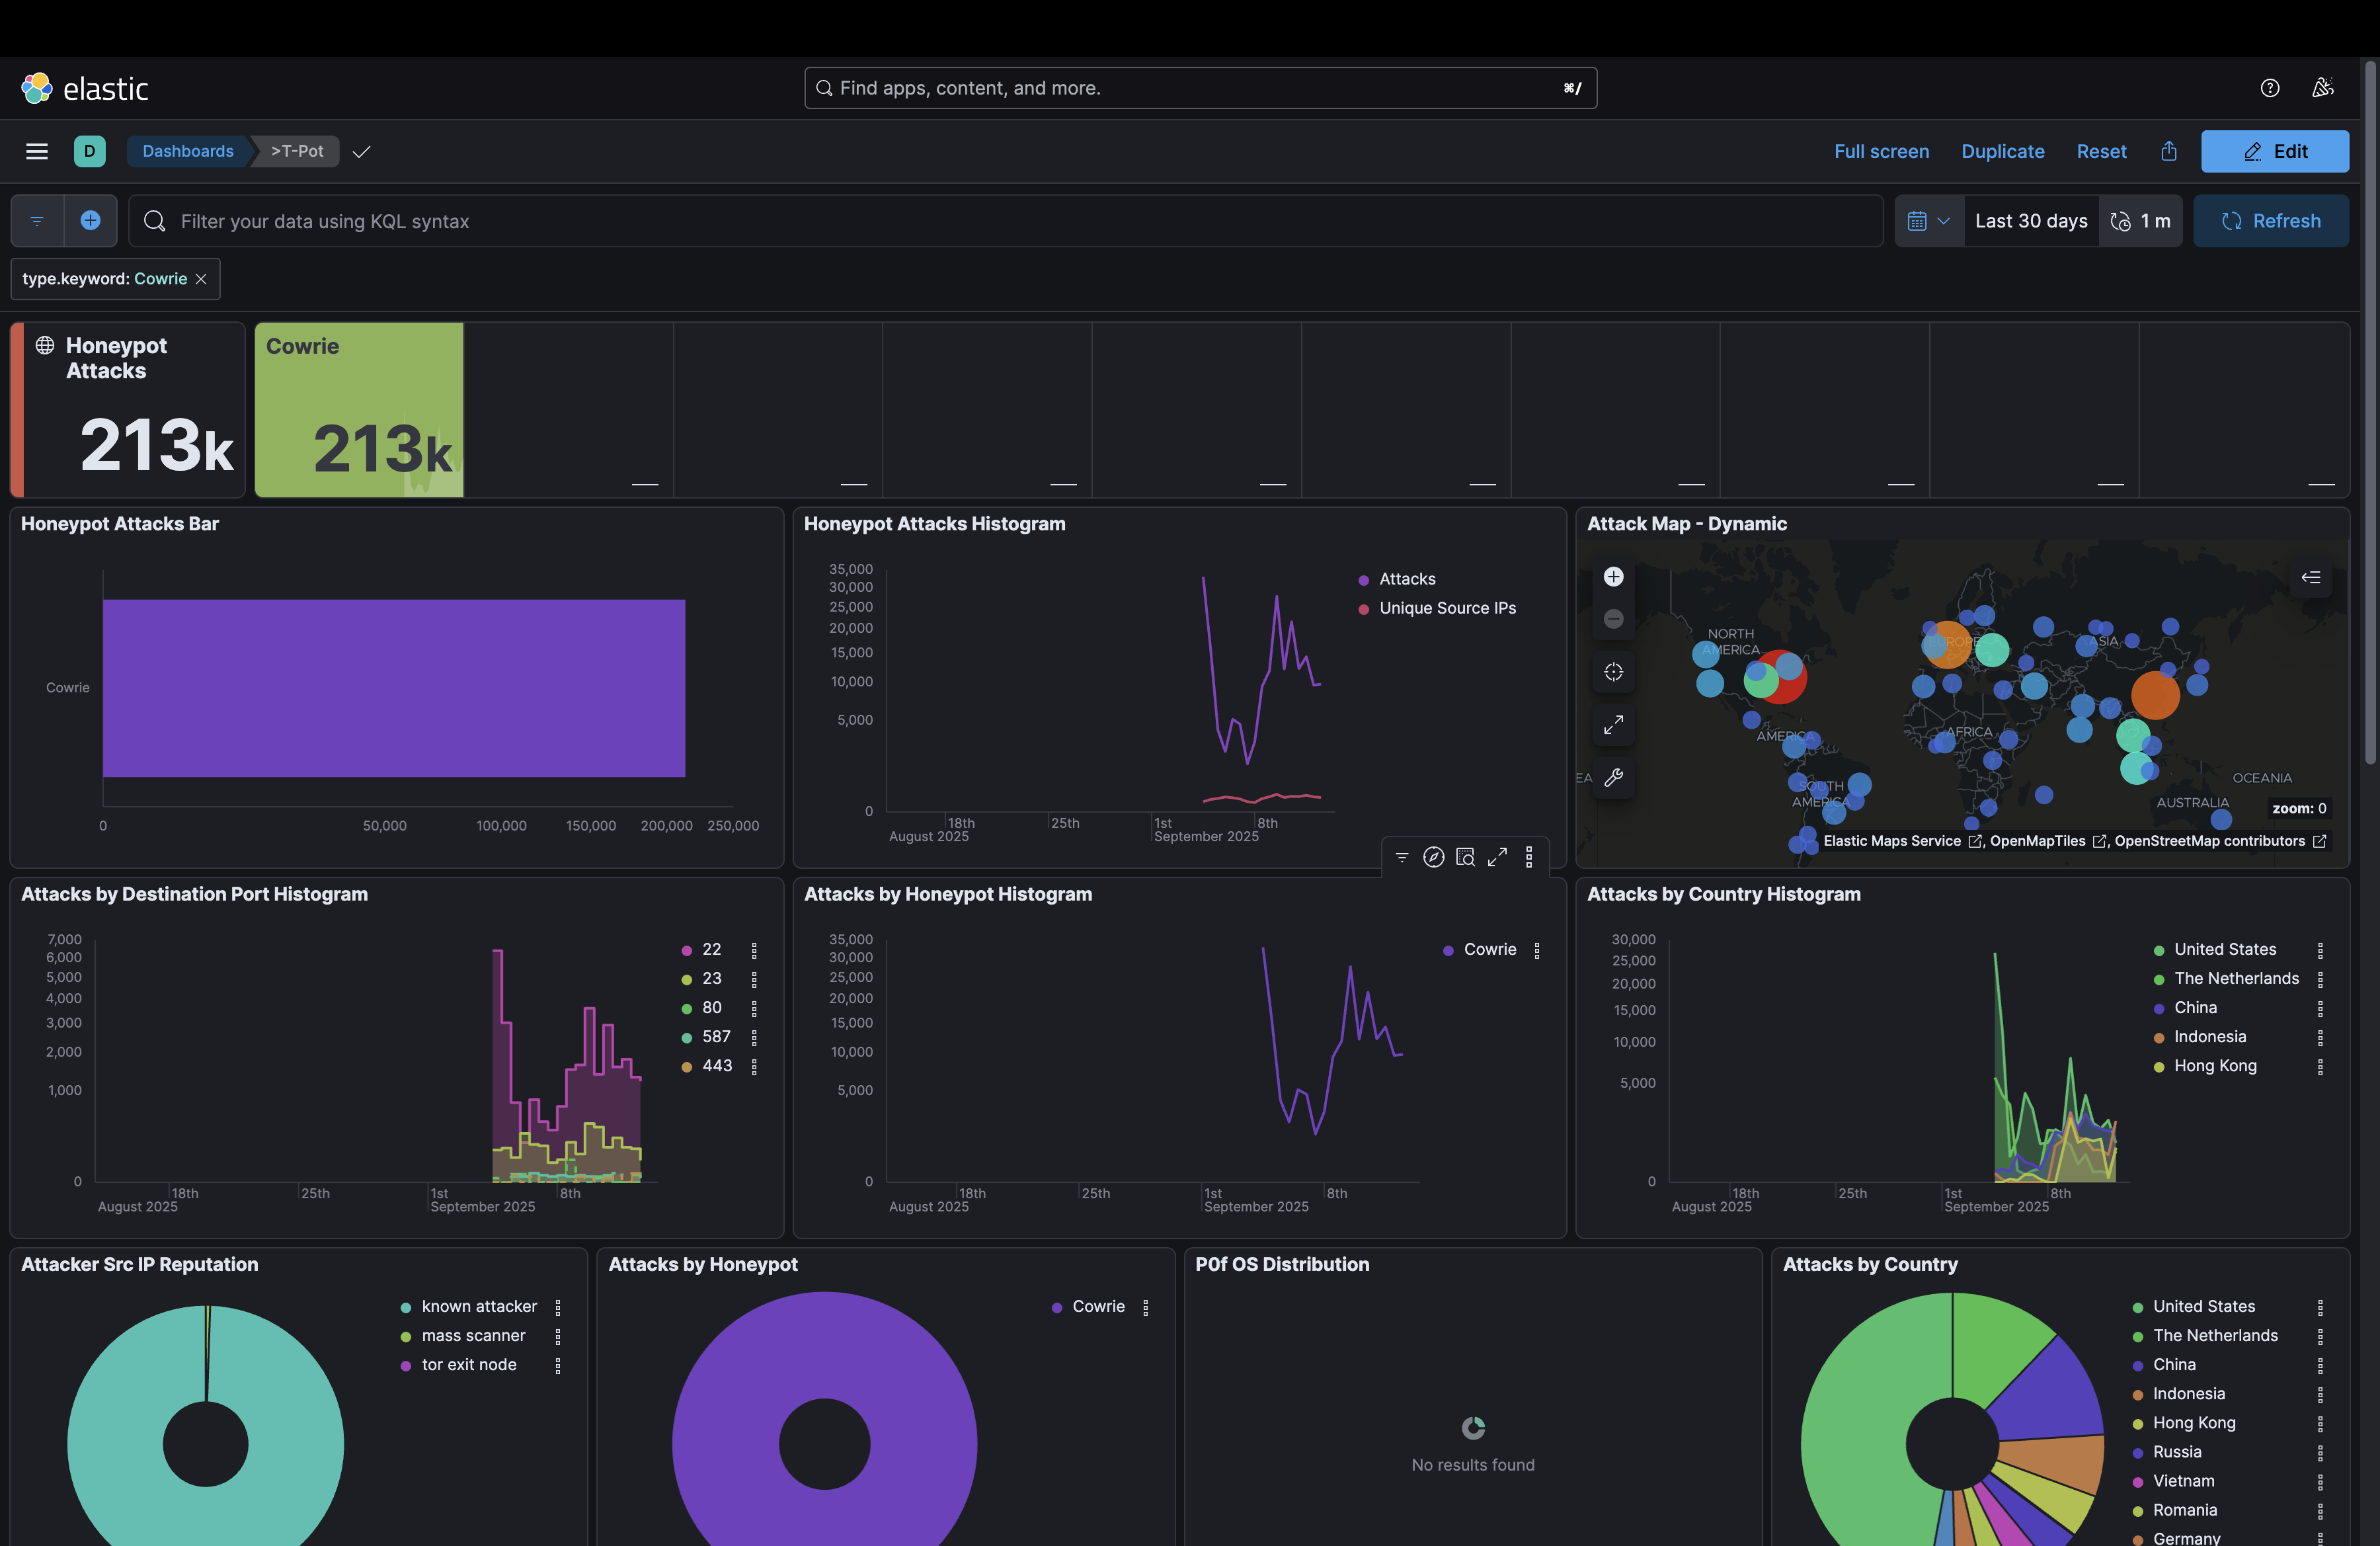 elastic
Find apps, content, and more.
⌘/
D
Dashboards
>T-Pot
Full screen
Duplicate
Reset
Edit
Filter your data using KQL syntax
Last 30 days
1 m
Refresh
type.keyword: Cowrie
Honeypot
Attacks
213k
Cowrie
213k
Honeypot Attacks Bar
Cowrie
0
50,000
100,000
150,000
200,000
250,000
Honeypot Attacks Histogram
35,000
30,000
25,000
20,000
15,000
10,000
5,000
0
18th
25th
1st
8th
August 2025
September 2025
Attacks
Unique Source IPs
Attack Map - Dynamic
NORTH
AMERICA
ASIA
AMERICA
AFRICA
SOUTH
AMERICA
OCEANIA
AUSTRALIA
zoom: 0
Elastic Maps Service , OpenMapTiles , OpenStreetMap contributors
Attacks by Destination Port Histogram
7,000
6,000
5,000
4,000
3,000
2,000
1,000
0
18th
25th
1st
8th
August 2025
September 2025
22
23
80
587
443
Attacks by Honeypot Histogram
35,000
30,000
25,000
20,000
15,000
10,000
5,000
0
18th
25th
1st
8th
August 2025
September 2025
Cowrie
Attacks by Country Histogram
30,000
25,000
20,000
15,000
10,000
5,000
0
18th
25th
1st
8th
August 2025
September 2025
United States
The Netherlands
China
Indonesia
Hong Kong
Attacker Src IP Reputation
known attacker
mass scanner
tor exit node
Attacks by Honeypot
Cowrie
P0f OS Distribution
No results found
Attacks by Country
United States
The Netherlands
China
Indonesia
Hong Kong
Russia
Vietnam
Romania
Germany